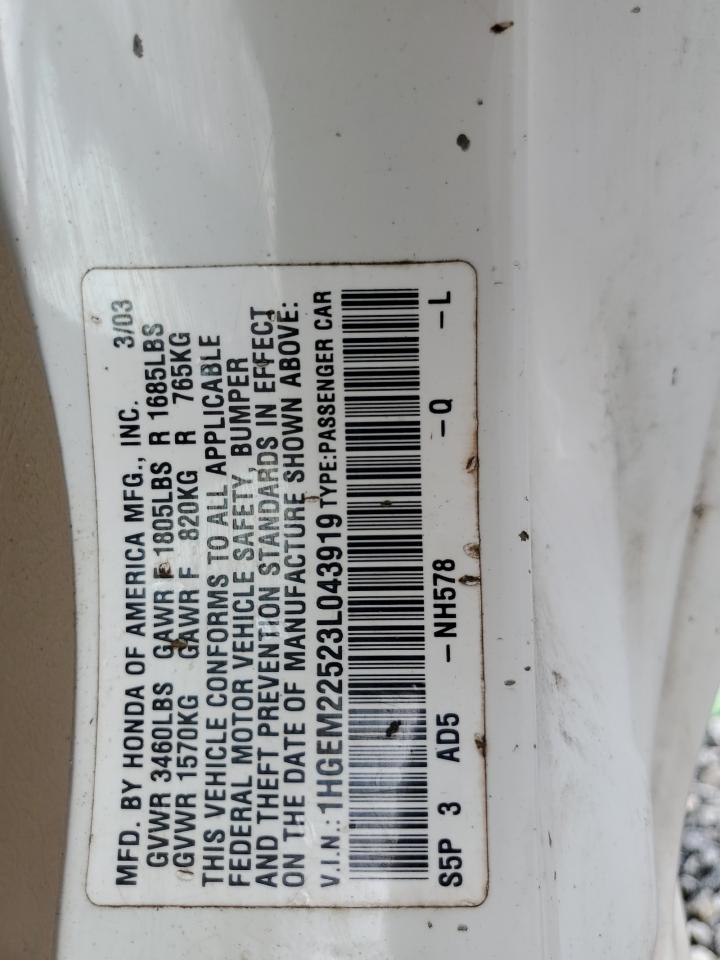 MFD. BY HONDA OF AMERICA MFG., INC. 3/03
GVWR 3460LBS GAWR F 1805LBS R 1685LBS
GVWR 1570KG GAWR F 820KG R 765KG
THIS VEHICLE CONFORMS TO ALL APPLICABLE
FEDERAL MOTOR VEHICLE SAFETY, BUMPER
AND THEFT PREVENTION STANDARDS IN EFFECT
ON THE DATE OF MANUFACTURE SHOWN ABOVE:
V.I.N.: 1HGEM22523L043919 TYPE:PASSENGER CAR
S5P 3 AD5 -NH578 -Q -L